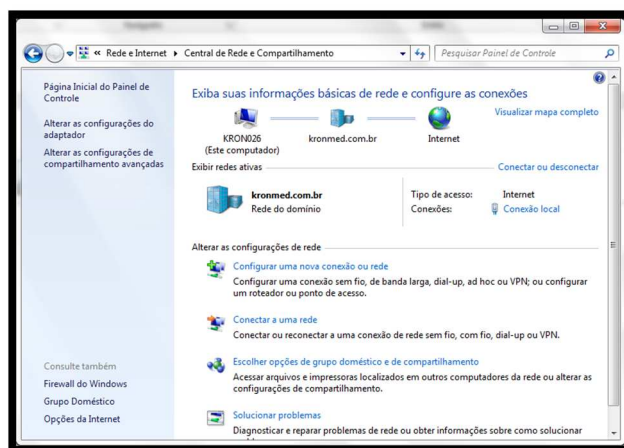 « Rede e Internet ▸ Central de Rede e Compartilhamento
Pesquisar Painel de Controle
Página Inicial do Painel de
Controle
Alterar as configurações do
adaptador
Alterar as configurações de
compartilhamento avançadas
Consulte também
Firewall do Windows
Grupo Doméstico
Opções da Internet
Exiba suas informações básicas de rede e configure as conexões
Visualizar mapa completo
KRON026
(Este computador)
kronmed.com.br
Internet
Exibir redes ativas
Conectar ou desconectar
kronmed.com.br
Rede do domínio
Tipo de acesso: Internet
Conexões: Conexão local
Alterar as configurações de rede
Configurar uma nova conexão ou rede
Configurar uma conexão sem fio, de banda larga, dial-up, ad hoc ou VPN; ou configurar
um roteador ou ponto de acesso.
Conectar a uma rede
Conectar ou reconectar a uma conexão de rede sem fio, com fio, dial-up ou VPN.
Escolher opções de grupo doméstico e de compartilhamento
Acessar arquivos e impressoras localizados em outros computadores da rede ou alterar as
configurações de compartilhamento.
Solucionar problemas
Diagnosticar e reparar problemas de rede ou obter informações sobre como solucionar